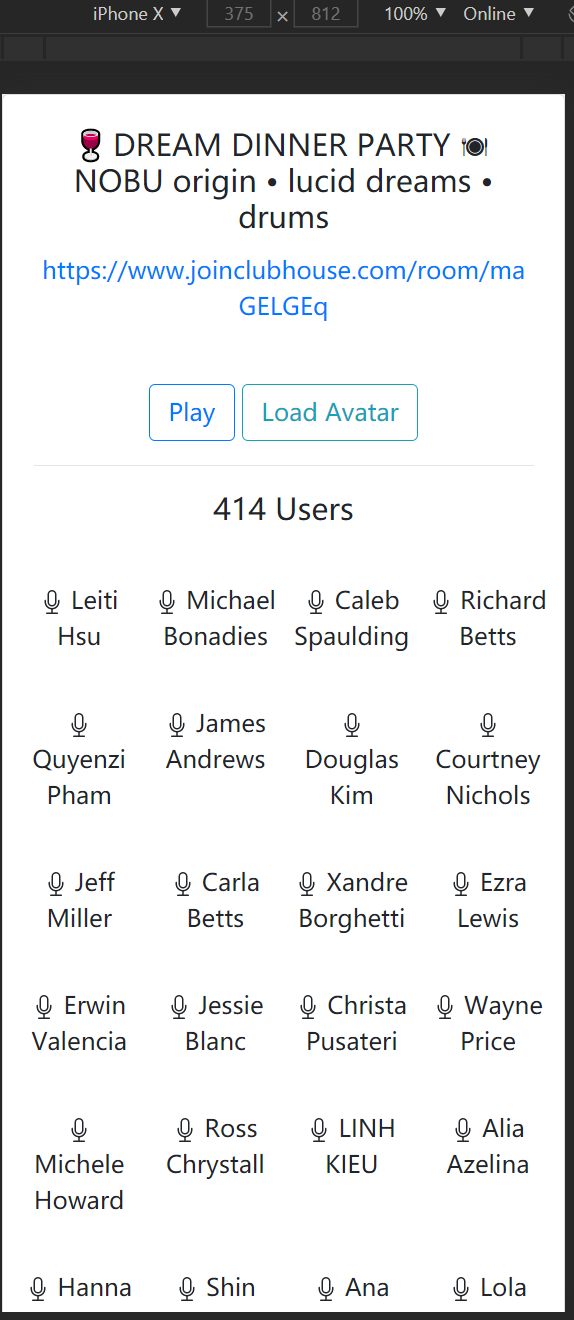 iPhone X ▼ 375 × 812 100% ▼ Online ▼
🍷 DREAM DINNER PARTY 🍽
NOBU origin • lucid dreams •
drums
https://www.joinclubhouse.com/room/ma
GELGEq
Play Load Avatar
414 Users
Leiti Michael Caleb Richard
Hsu Bonadies Spaulding Betts
James
Quyenzi Andrews Douglas Courtney
Pham Kim Nichols
Jeff Carla Xandre Ezra
Miller Betts Borghetti Lewis
Erwin Jessie Christa Wayne
Valencia Blanc Pusateri Price
Ross LINH Alia
Michele Chrystall KIEU Azelina
Howard
Hanna Shin Ana Lola